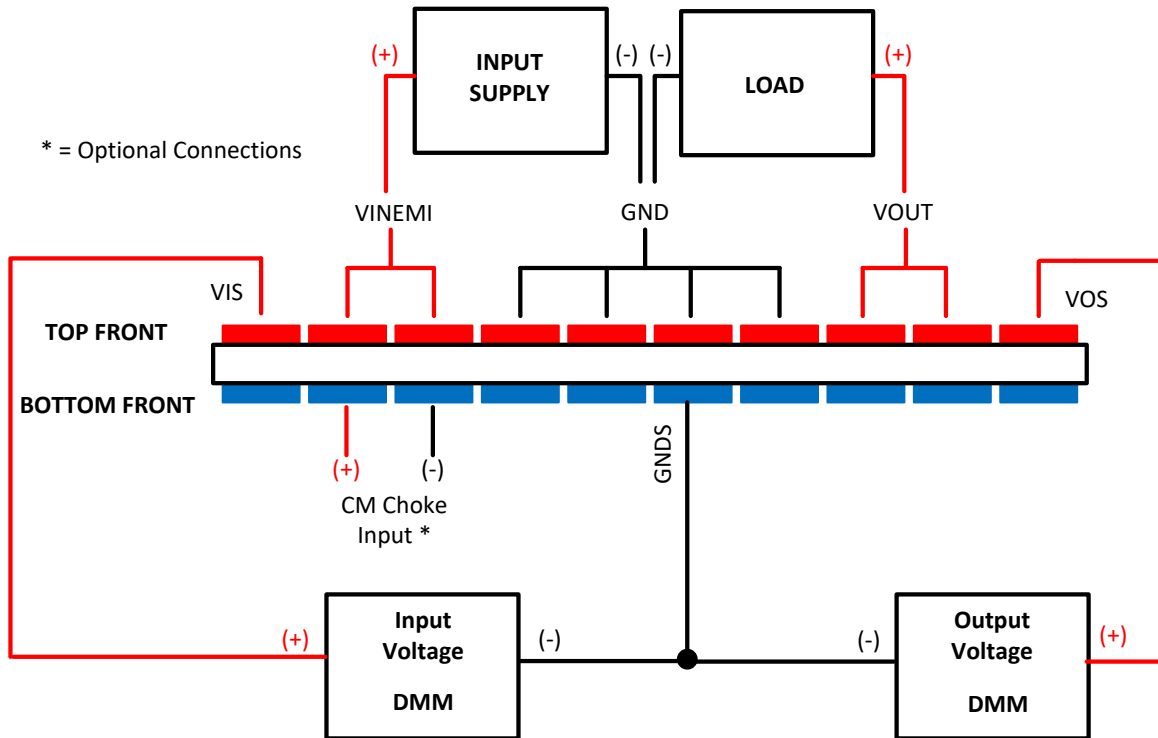 (+)
INPUT
SUPPLY
(-)
(-)
LOAD
(+)
* = Optional Connections
VINEMI
GND
VOUT
VIS
VOS
TOP FRONT
BOTTOM FRONT
(+)
(-)
CM Choke
Input *
GNDS
(+)
Input
Voltage
DMM
(-)
(-)
Output
Voltage
DMM
(+)